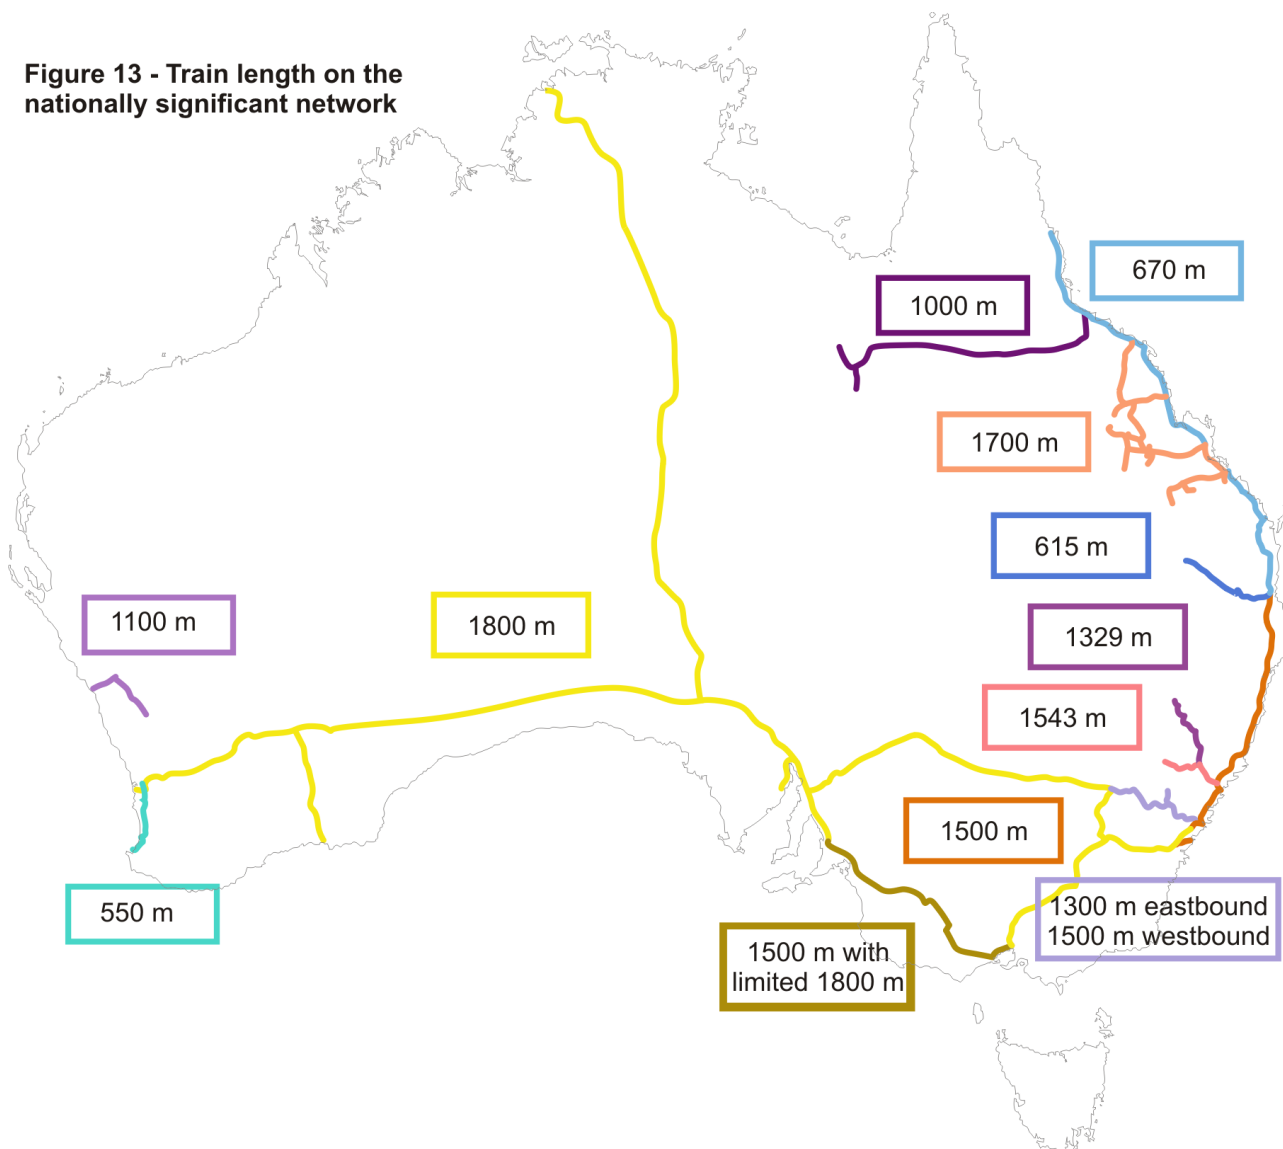 Figure 13 - Train length on the
nationally significant network
670 m
1000 m
1700 m
615 m
1100 m
1800 m
1329 m
1543 m
1500 m
550 m
1300 m eastbound
1500 m westbound
1500 m with
limited 1800 m